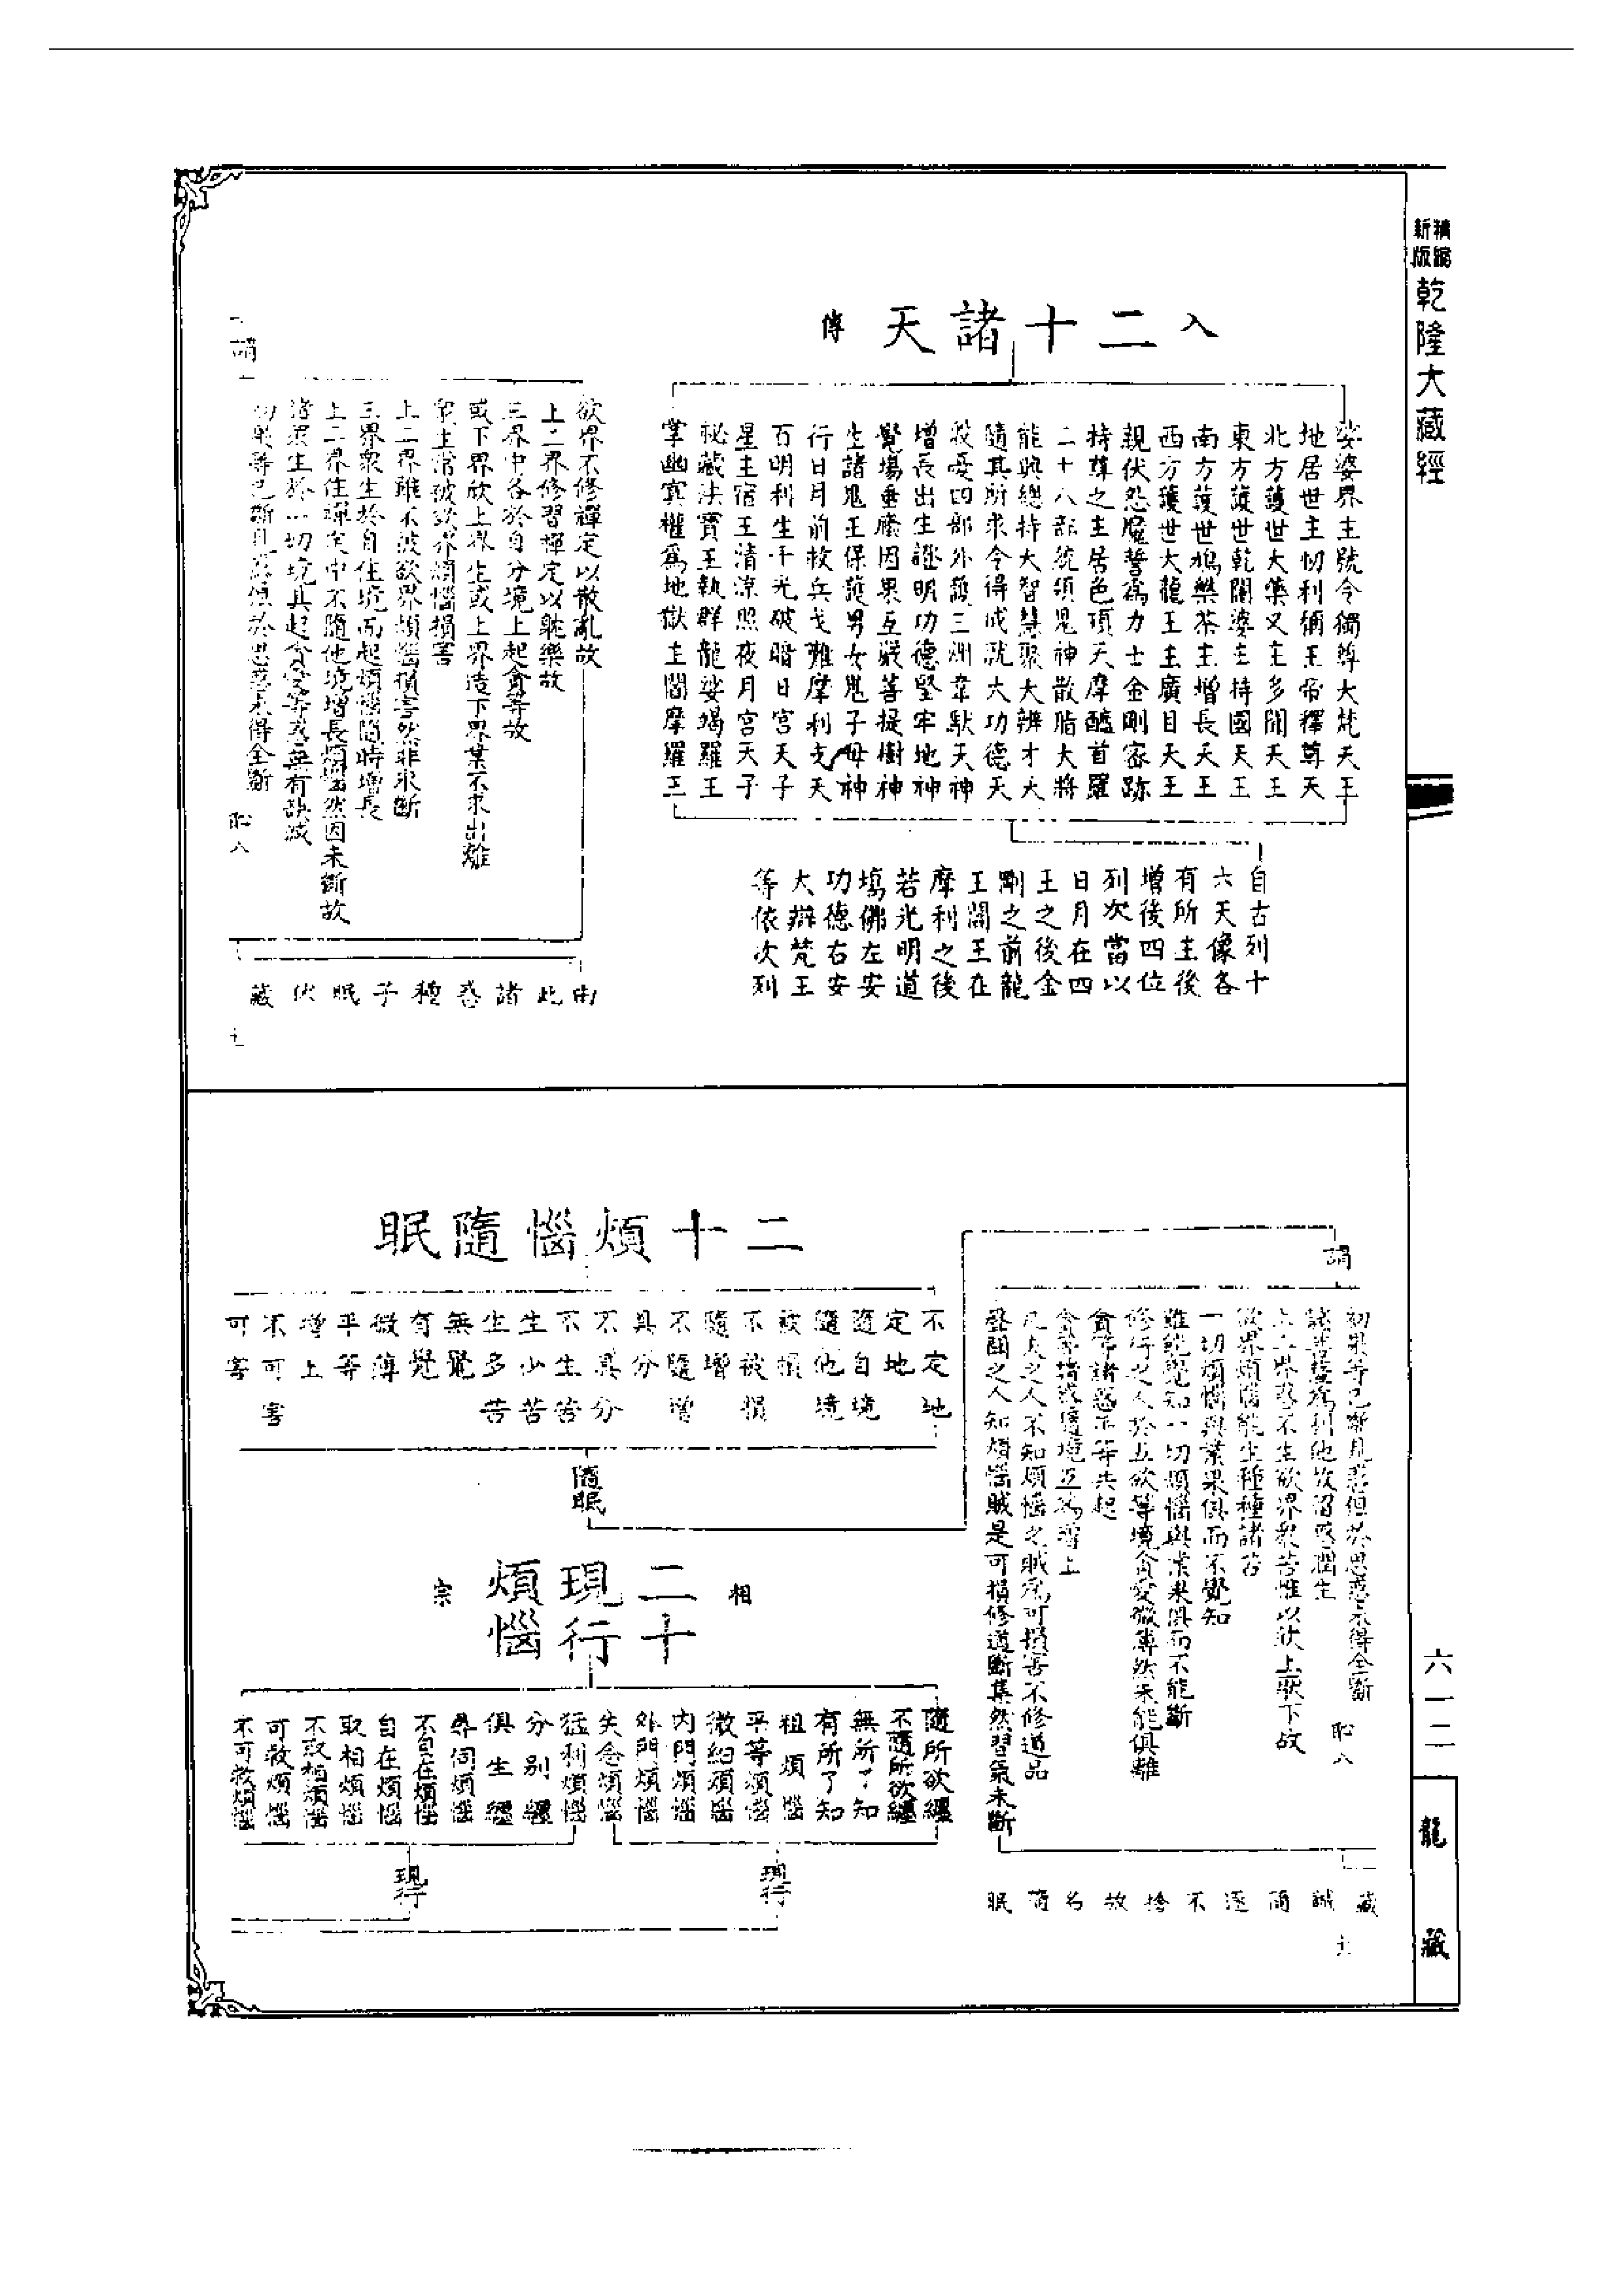 精縮
新版
乾隆大藏經
入二十諸天傳
娑婆界主號令獨尊大梵天王
地居世主忉利彌王帝釋尊天
北方護世大藥叉主多聞天王
東方護世乾闥婆主持國天王
南方護世鳩槃茶主增長天王
西方護世大龍王主廣目天王
親伏怨魔誓爲力士金剛密跡
持尊之主居色頂天摩醯首羅
二十八部統領鬼神散脂大將
能與總持大智慧聚大辨才天
隨其所求令得成就大功德天
殷憂四部外護三洲韋馱天神
增長出生證明功德堅牢地神
覺場垂廕因果互嚴菩提樹神
生諸鬼王保護男女鬼子母神
行日月前救兵戈難摩利支天
百明利生千光破暗日宮天子
星主宿王清涼照夜月宮天子
祕藏法寶王執群龍娑竭羅王
掌幽冥權爲地獄主閻摩羅王
自古列十
六天像各
有所主後
增後四位
列次當以
日月在四
王之後金
剛之前龍
王閻王在
摩利之後
若光明道
場佛左安
功德右安
大辯梵王
等依次列
欲界不修禪定以散亂故
上二界修習禪定以躭樂故
三界中各於自分境上起貪等故
或下界欣上界生或上界造下界業不求出離
眾生常被欲界煩惱損害
上二界雖不被欲界煩惱損害然非永斷
三界衆生於自住境而起煩惱隨時增長
上二界住禪定中不隨他境增長煩惱然因未斷故
諸衆生於一切境具起貪愛等惑無有缺減
初果等已斷見惑但於思惑未得全斷
由此諸惑種子眠伏藏
謂
初果等已斷見惑但於思惑未得全斷
諸菩薩爲利他故留惑潤生
上二界惑不生欲界衆苦惟以欣上厭下故
欲界煩惱能生種種諸苦
一切煩惱與業果俱而不覺知
雖能覺知一切煩惱與業果俱而不能斷
修行之人於五欲等境貪愛微薄然未能俱離
貪等諸惑平等共起
貪等諸惑隨境互爲增上
凡夫之人不知煩惱之賊爲可損害不修道品
發開之人知煩惱賊是可損修道斷集然習氣未斷
藏識隨逐不捨故名隨眠
二十煩惱隨眠
不定地
定地
隨自境
隨他境
被損
不被損
隨增
不隨增
具分
不具分
不生苦
生少苦
生多苦
無覺
有覺
微薄
平等
增上
不可害
可害
隨眠
相二十現行煩惱宗
隨所欲纏
不隨所欲纏
無所了知
有所了知
粗煩惱
平等煩惱
微細煩惱
內門煩惱
外門煩惱
失念煩惱
猛利煩惱
分別纏
俱生纏
尋伺煩惱
不自在煩惱
自在煩惱
取相煩惱
不取相煩惱
可救煩惱
不可救煩惱
現行
現行
六一二
龍藏